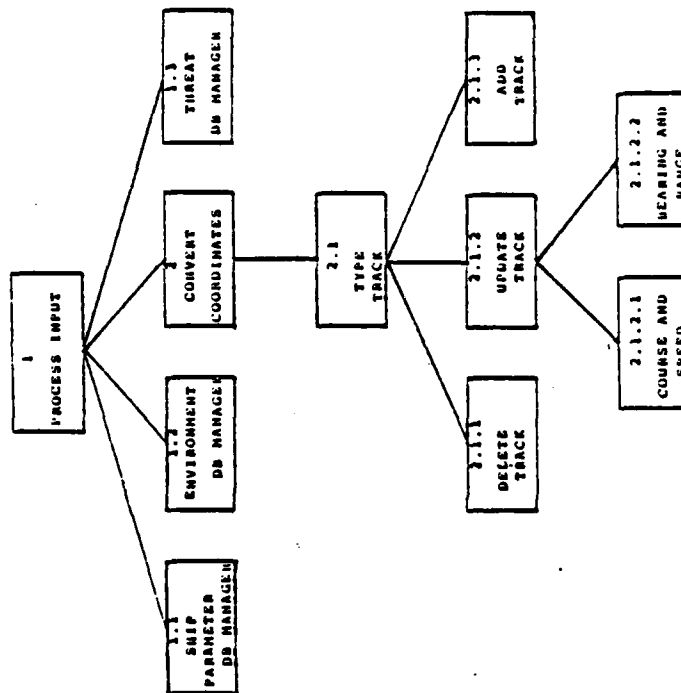 1
PROCESS INPUT
1.1
SHIP
PARAMETER
DB MANAGER
1.2
ENVIRONMENT
DB MANAGER
2
CONVERT
COORDINATES
1.3
THREAT
DB MANAGER
2.1
TYPE
TRACK
2.1.1
DELETE
TRACK
2.1.2
UPDATE
TRACK
2.1.3
ADD
TRACK
2.1.2.1
COURSE AND
SPEED
2.1.2.2
BEARING AND
RANGE